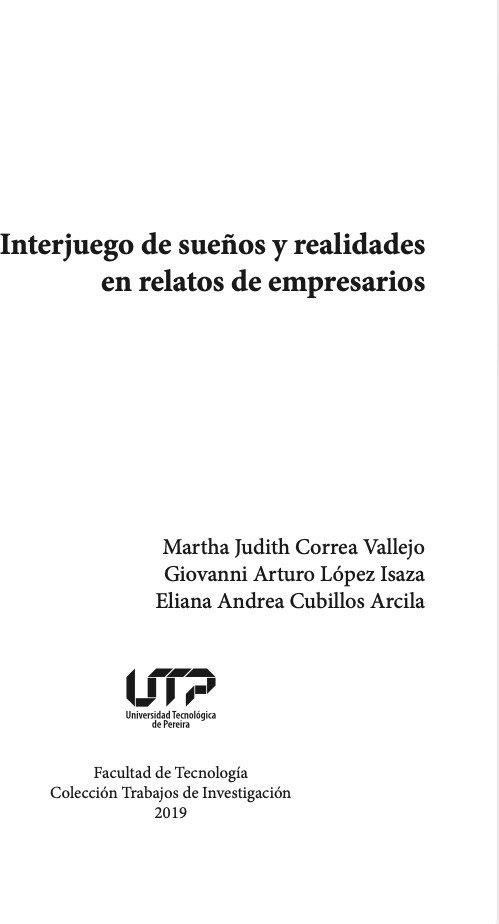 Interjuego de sueños y realidades
en relatos de empresarios
Martha Judith Correa Vallejo
Giovanni Arturo López Isaza
Eliana Andrea Cubillos Arcila
UTP
Universidad Tecnológica
de Pereira
Facultad de Tecnología
Colección Trabajos de Investigación
2019